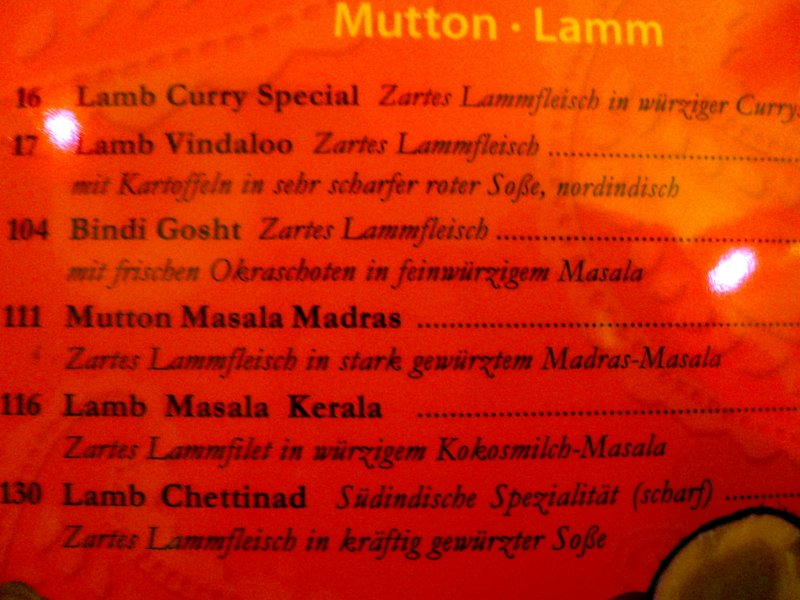 Mutton · Lamm
16 Lamb Curry Special Zartes Lammfleisch in würziger Curry
17 Lamb Vindaloo Zartes Lammfleisch ........................
mit Kartoffeln in sehr scharfer roter Soße, nordindisch
104 Bindi Gosht Zartes Lammfleisch ........................
mit frischen Okraschoten in feinwürzigem Masala
111 Mutton Masala Madras ........................
Zartes Lammfleisch in stark gewürztem Madras-Masala
116 Lamb Masala Kerala ........................
Zartes Lammfilet in würzigem Kokosmilch-Masala
130 Lamb Chettinad Südindische Spezialität (scharf) ............
Zartes Lammfleisch in kräftig gewürzter Soße